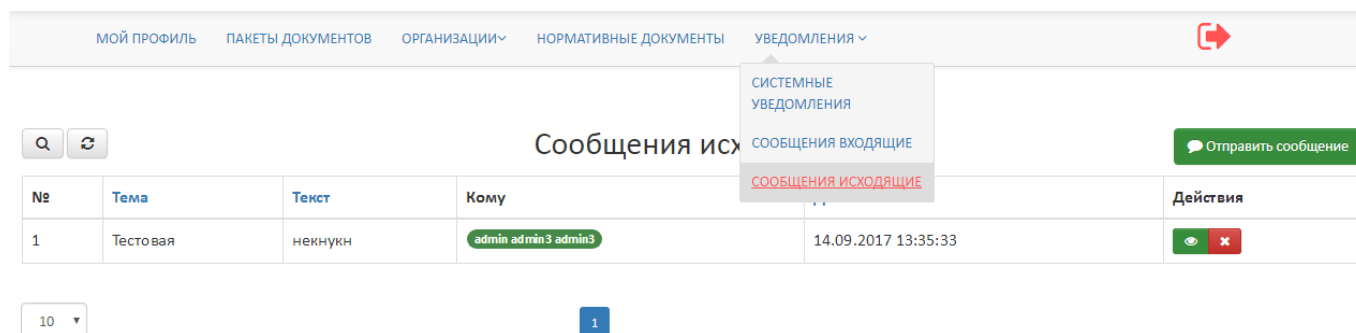 МОЙ ПРОФИЛЬ ПАКЕТЫ ДОКУМЕНТОВ ОРГАНИЗАЦИИ НОРМАТИВНЫЕ ДОКУМЕНТЫ УВЕДОМЛЕНИЯ
СИСТЕМНЫЕ
УВЕДОМЛЕНИЯ
СООБЩЕНИЯ ВХОДЯЩИЕ
СООБЩЕНИЯ ИСХОДЯЩИЕ
Сообщения исх
Отправить сообщение
№ Тема Текст Кому Действия
1 Тестовая некнукн admin admin3 admin3 14.09.2017 13:35:33
10 1